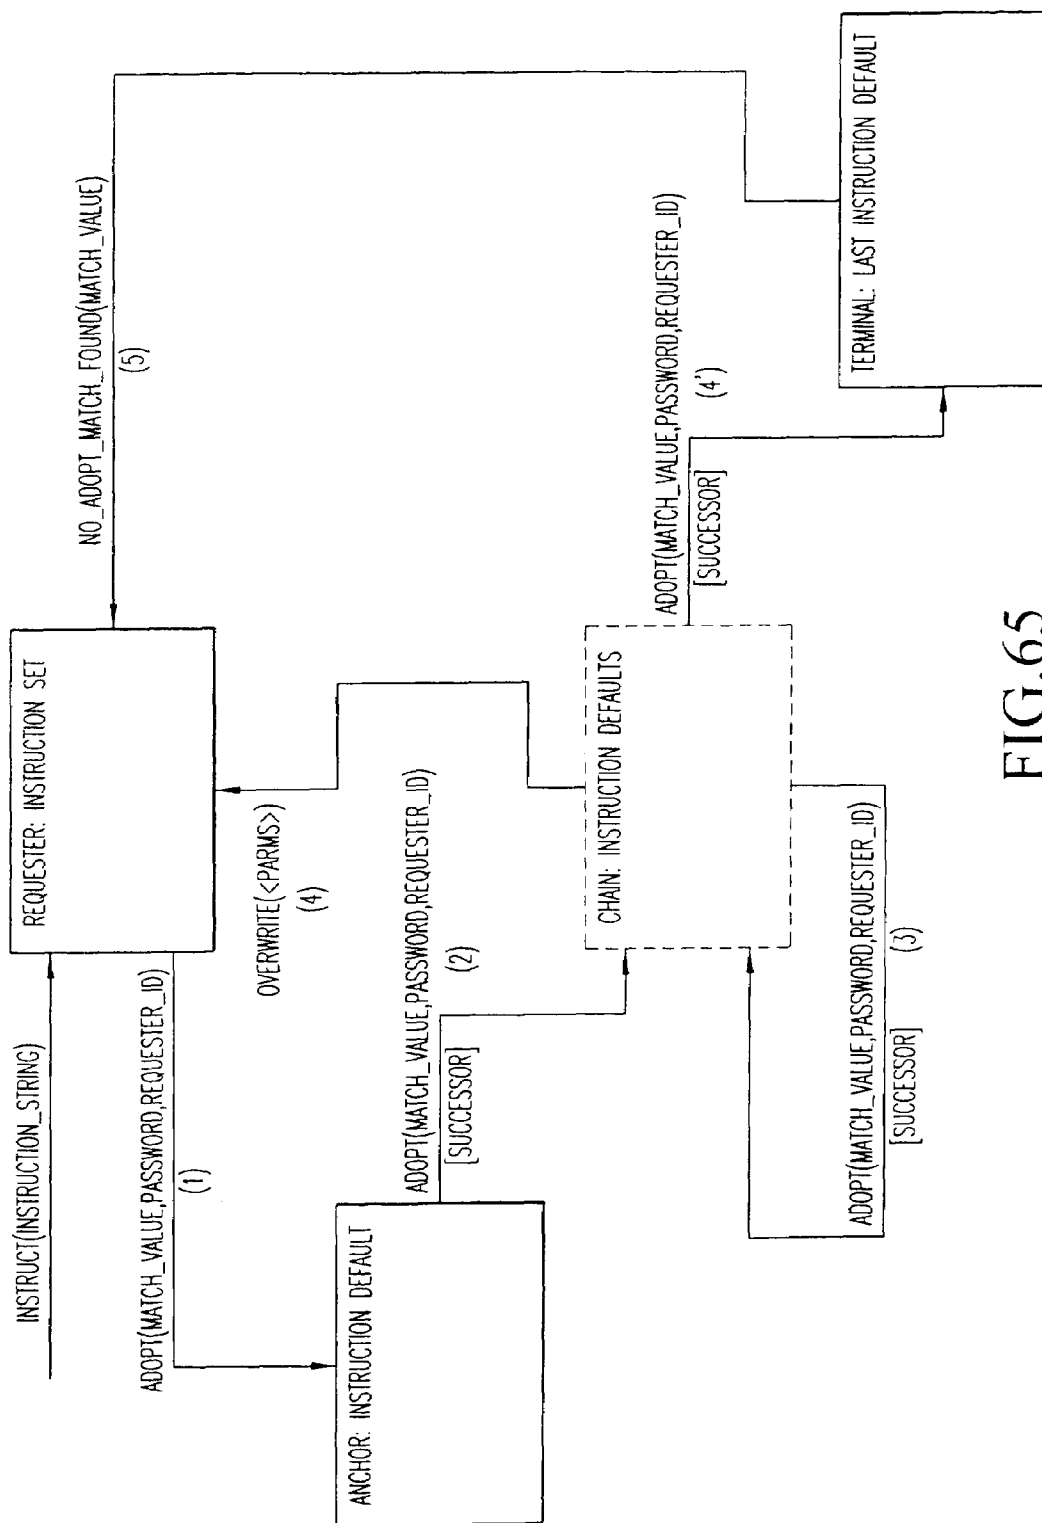 INSTRUCT(INSTRUCTION_STRING)
ADOPT(MATCH_VALUE,PASSWORD,REQUESTER_ID)
(1)
REQUESTER: INSTRUCTION SET
NO_ADOPT_MATCH_FOUND(MATCH_VALUE)
(5)
OVERWRITE(<PARMS>)
(4)
ANCHOR: INSTRUCTION DEFAULT
ADOPT(MATCH_VALUE,PASSWORD,REQUESTER_ID)
[SUCCESSOR]
(2)
CHAIN: INSTRUCTION DEFAULTS
ADOPT(MATCH_VALUE,PASSWORD,REQUESTER_ID)
[SUCCESSOR]
(4')
TERMINAL: LAST INSTRUCTION DEFAULT
ADOPT(MATCH_VALUE,PASSWORD,REQUESTER_ID)
[SUCCESSOR]
(3)
FIG.65